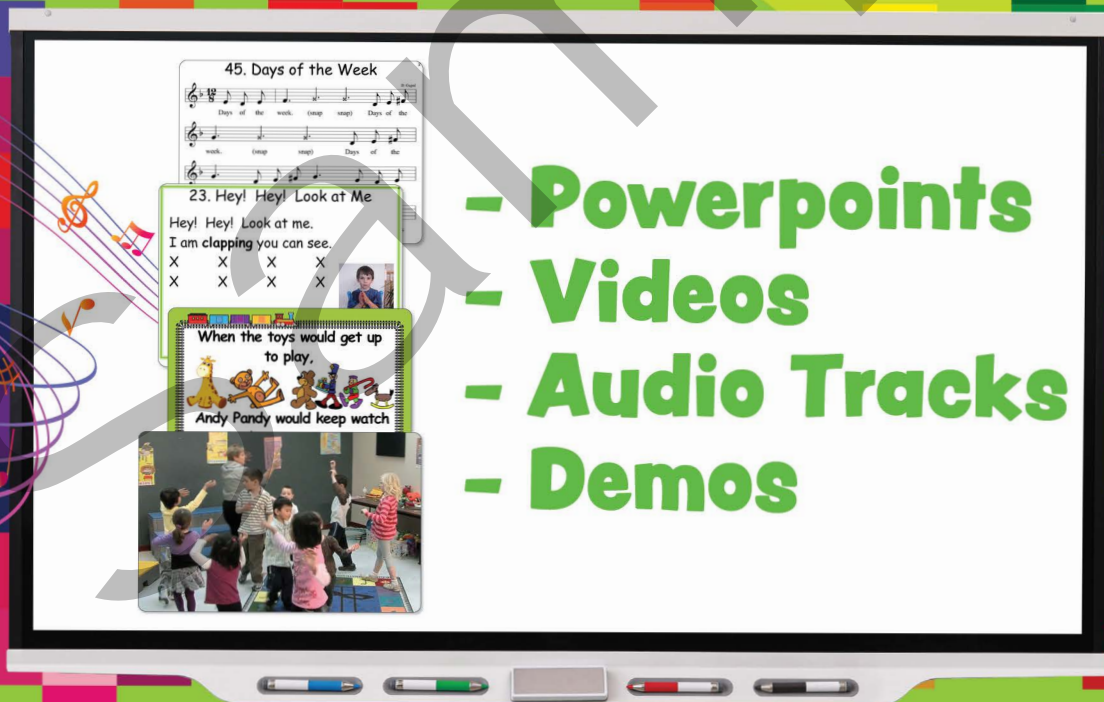 45. Days of the Week
Days of the week. (snap snap) Days of the
week. (snap snap) Days of the
23. Hey! Hey! Look at Me
Hey! Hey! Look at me.
I am clapping you can see.
X X X X
X X X X
When the toys would get up
to play,
Andy Pandy would keep watch
- Powerpoints
- Videos
- Audio Tracks
- Demos